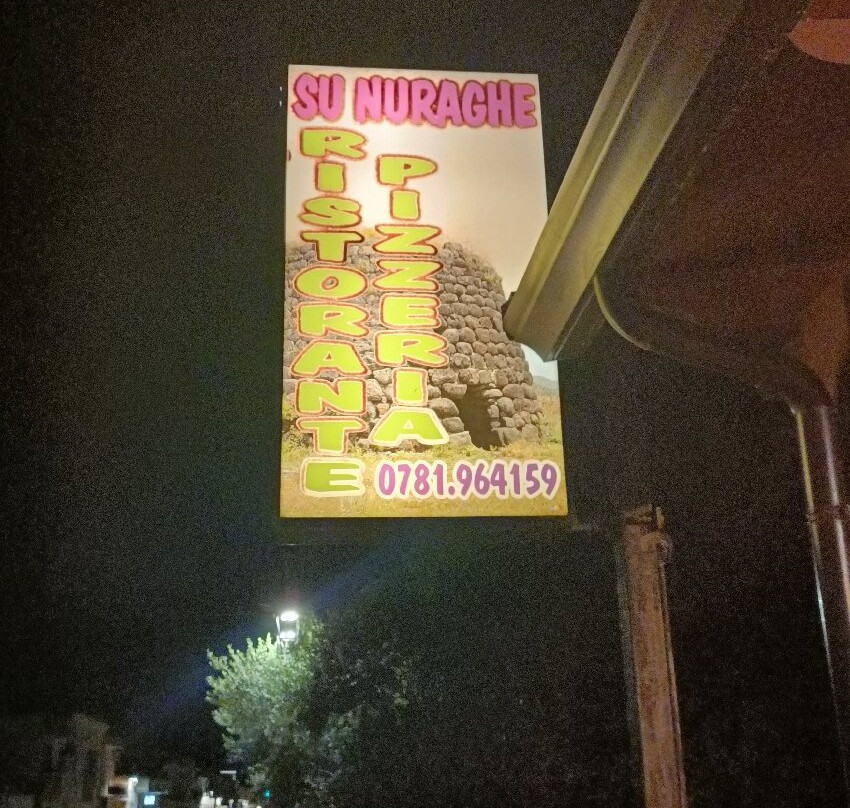 SU NURAGHE
RISTORANTE
PIZZERIA
0781.964159